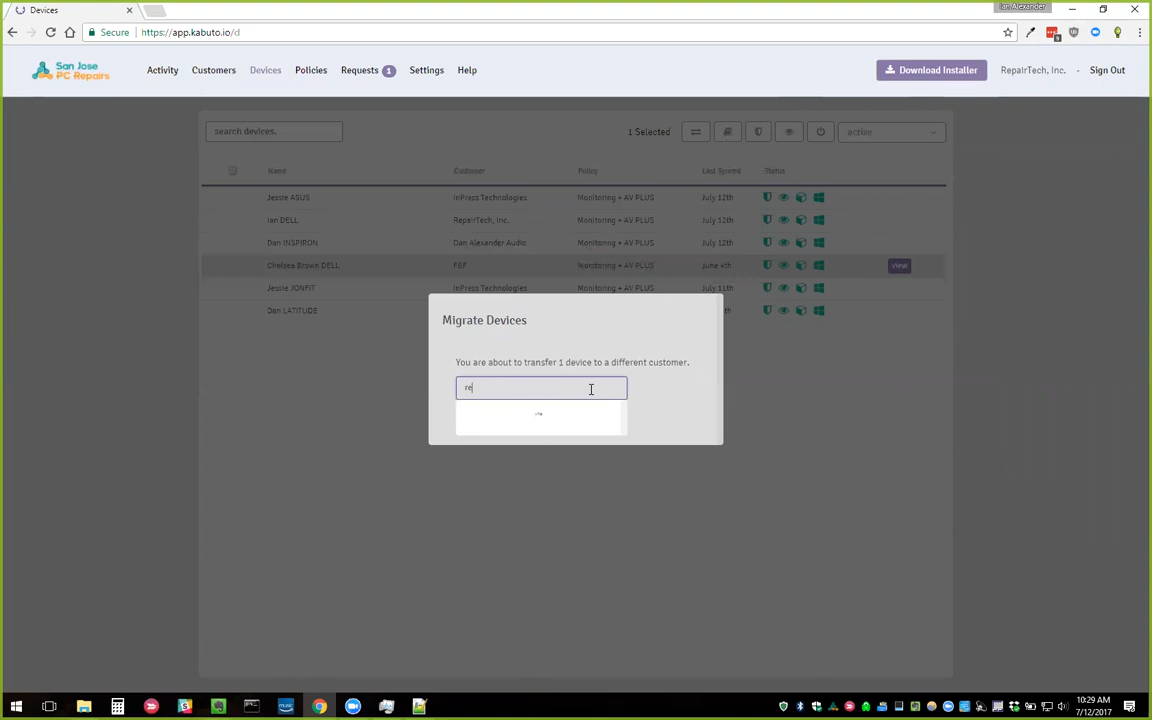 Devices
Ian Alexander
Secure https://app.kabuto.io/d
San Jose
PC Repairs
Activity Customers Devices Policies Requests 1 Settings Help
Download Installer RepairTech, Inc. - Sign Out
search devices. 1 Selected action
Name Customer Policy Last Synced Status
Jessie ASUS InPress Technologies Monitoring + AV PLUS July 12th
Ian DELL RepairTech, Inc. Monitoring + AV PLUS July 12th
Dan INSPIRON Dan Alexander Audio Monitoring + AV PLUS July 12th
Chelsea Brown DELL F&F Monitoring + AV PLUS June 4th view
Jessie JONFIT InPress Technologies Monitoring + AV PLUS July 11th
Dan LATITUDE
Migrate Devices
You are about to transfer 1 device to a different customer.
re
10:29 AM
7/12/2017